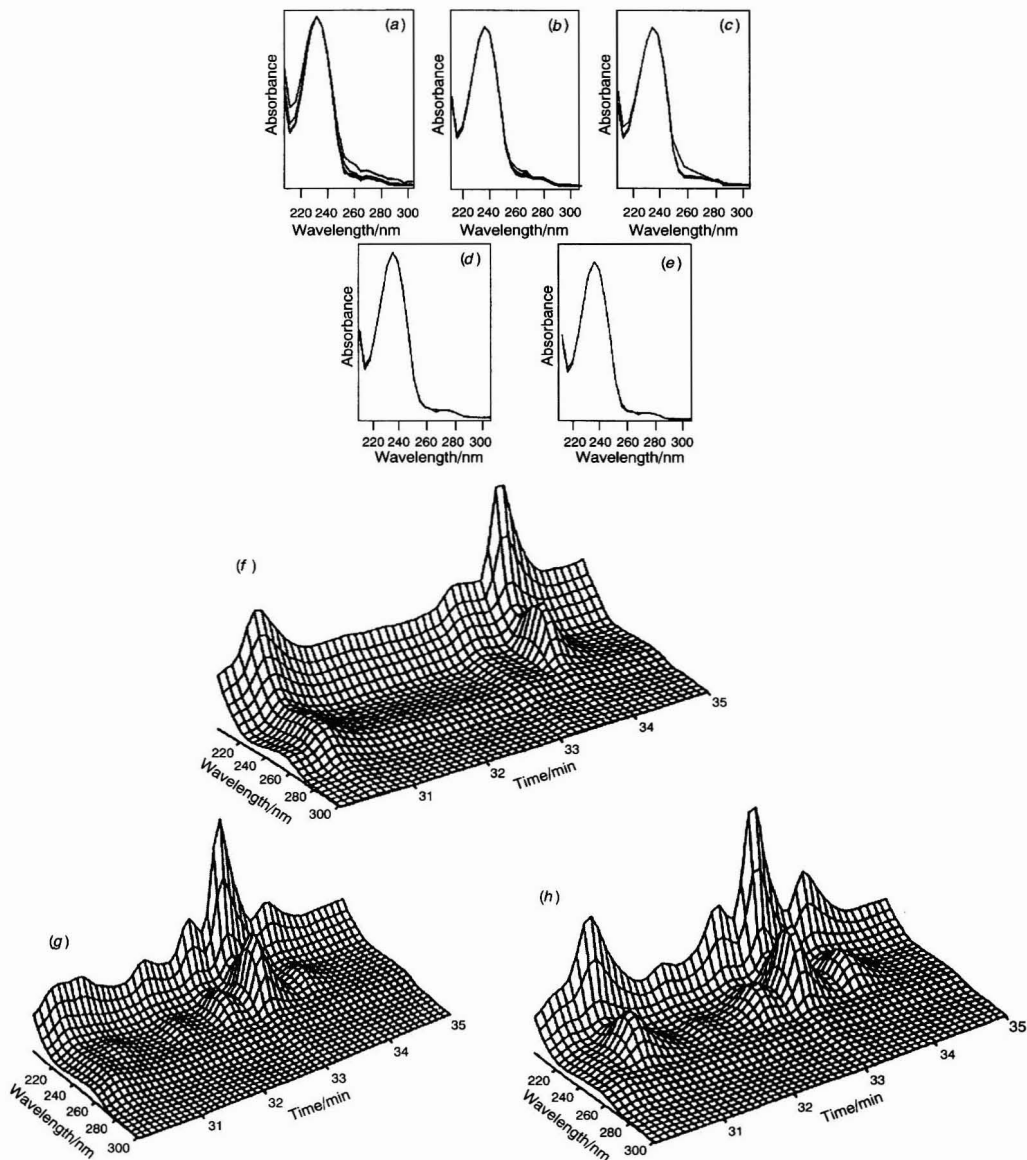 (a)
Absorbance
220 240 260 280 300
Wavelength/nm
(b)
Absorbance
220 240 260 280 300
Wavelength/nm
(c)
Absorbance
220 240 260 280 300
Wavelength/nm
(d)
Absorbance
220 240 260 280 300
Wavelength/nm
(e)
Absorbance
220 240 260 280 300
Wavelength/nm
(f)
220
240
260
280
300
Wavelength/nm
31
32
33
34
35
Time/min
(g)
220
240
260
280
300
Wavelength/nm
31
32
33
34
35
Time/min
(h)
220
240
260
280
300
Wavelength/nm
31
32
33
34
35
Time/min